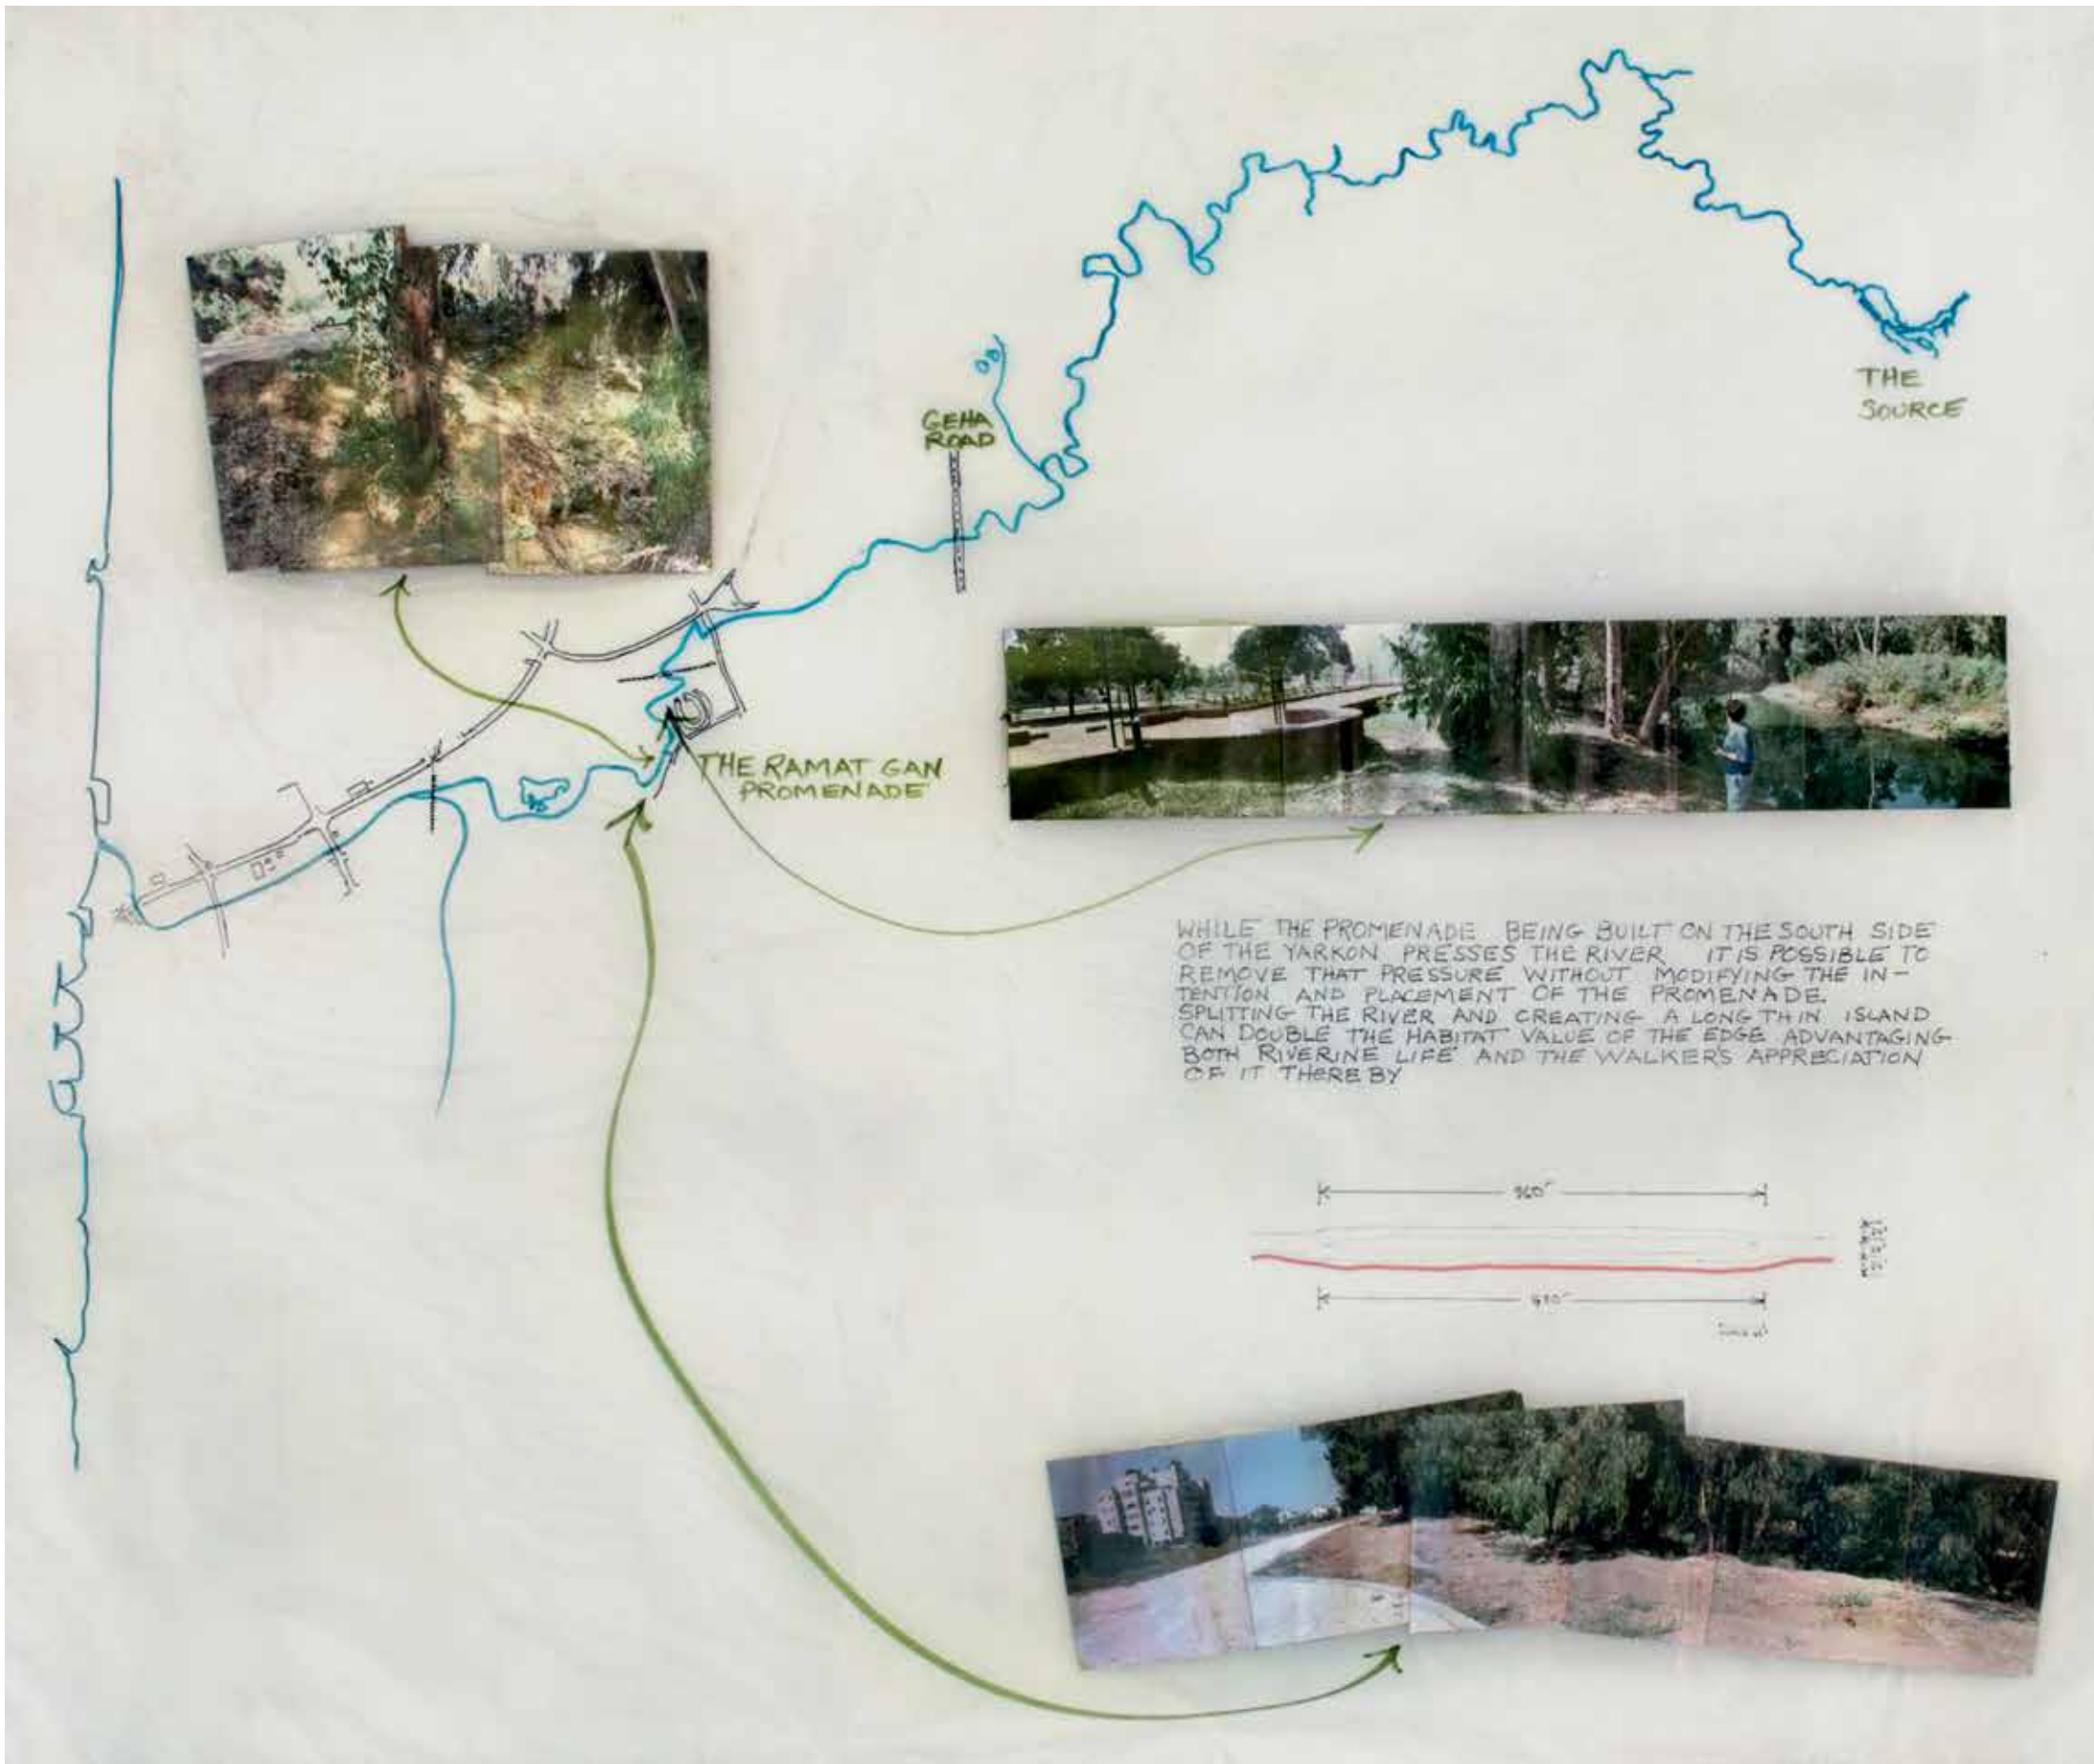 GEHA
ROAD
THE
SOURCE
THE RAMAT GAN
PROMENADE
WHILE THE PROMENADE BEING BUILT ON THE SOUTH SIDE
OF THE YARKON PRESSES THE RIVER IT IS POSSIBLE TO
REMOVE THAT PRESSURE WITHOUT MODIFYING THE IN-
TENTION AND PLACEMENT OF THE PROMENADE.
SPLITTING THE RIVER AND CREATING A LONG THIN ISLAND
CAN DOUBLE THE HABITAT VALUE OF THE EDGE ADVANTAGING
BOTH RIVERINE LIFE AND THE WALKER'S APPRECIATION
OF IT THEREBY